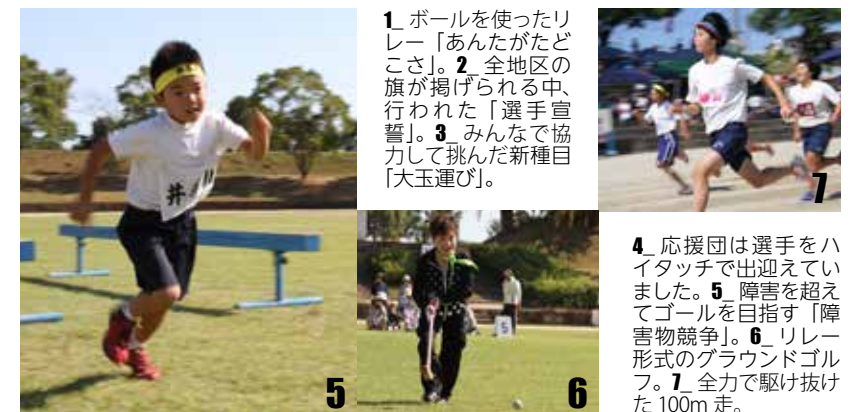 1_ ボールを使ったリ
レー「あんたがたど
こさ」。2_ 全地区の
旗が掲げられる中、
行われた「選手宣
誓」。3_ みんなで協
力して挑んだ新種目
「大玉運び」。
7
4_ 応援団は選手をハ
イタッチで出迎えてい
ました。5_ 障害を超え
てゴールを目指す「障
害物競争」。6_ リレー
形式のグラウンドゴル
フ。7_ 全力で駆け抜け
た 100m 走。
井
5
5
6